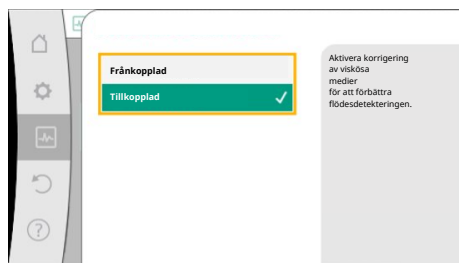 Frånkopplad
Tillkopplad
Aktivera korrigering
av viskösa
medier
för att förbättra
flödesdetekteringen.